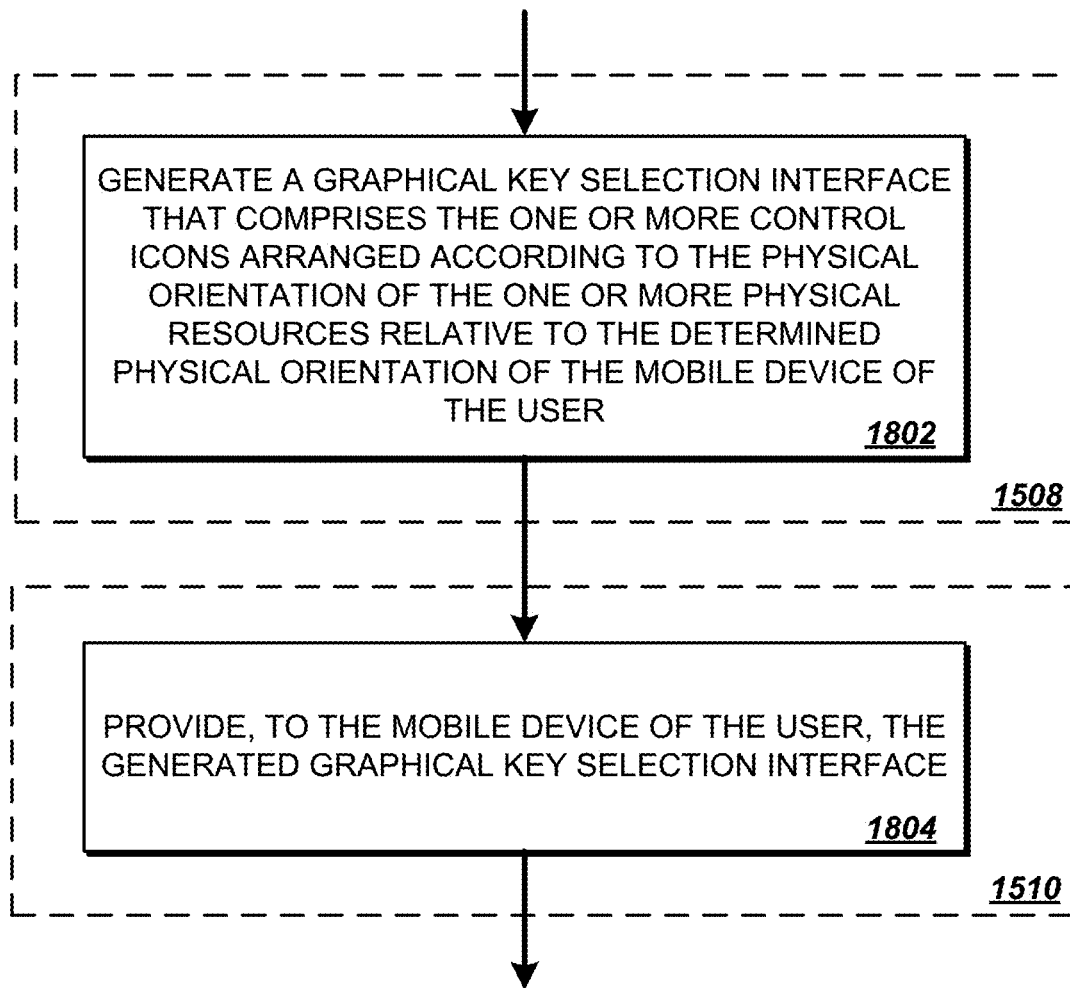 GENERATE A GRAPHICAL KEY SELECTION INTERFACE
THAT COMPRISES THE ONE OR MORE CONTROL
ICONS ARRANGED ACCORDING TO THE PHYSICAL
ORIENTATION OF THE ONE OR MORE PHYSICAL
RESOURCES RELATIVE TO THE DETERMINED
PHYSICAL ORIENTATION OF THE MOBILE DEVICE OF
THE USER
1802
1508
PROVIDE, TO THE MOBILE DEVICE OF THE USER, THE
GENERATED GRAPHICAL KEY SELECTION INTERFACE
1804
1510